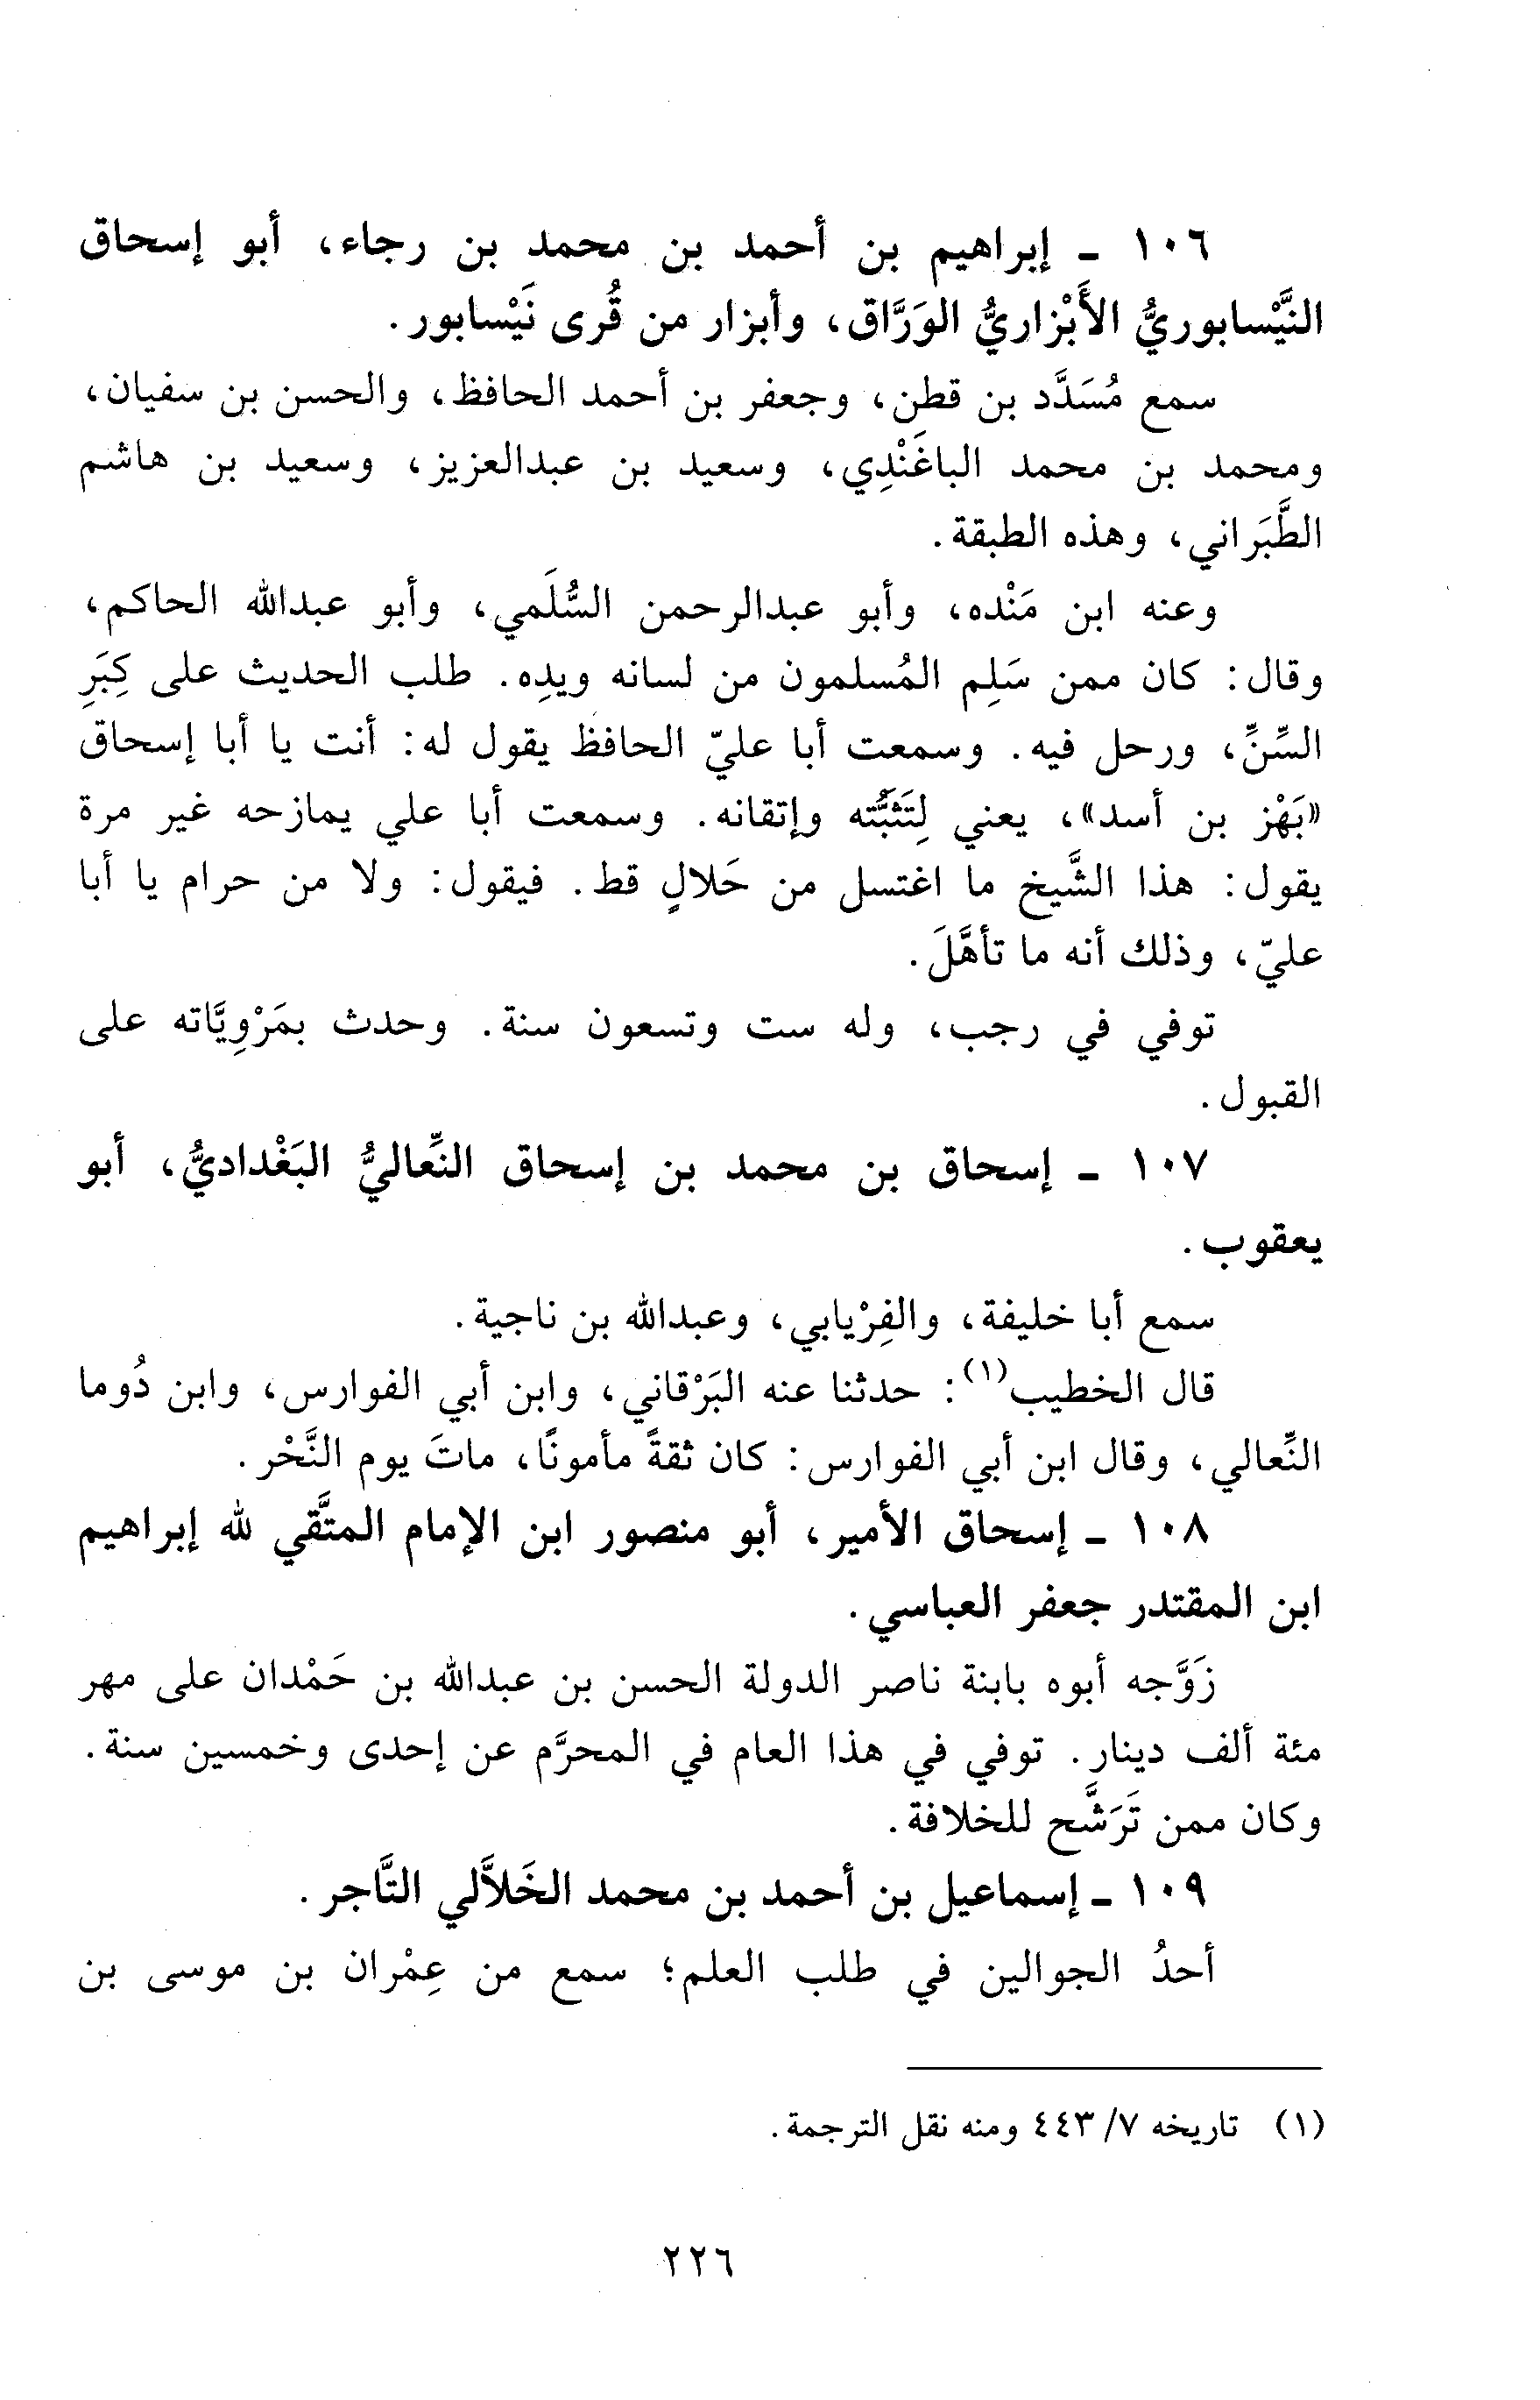 ١٠٦ - إبراهيم بن أحمد بن محمد بن رجاء، أبو إسحاق
النَّيْسابوريُّ الأَبْزاريُّ الوَرَّاق، وأبزار من قُرى نَيْسابور.
سمع مُسَدَّد بن قطن، وجعفر بن أحمد الحافظ، والحسن بن سفيان،
ومحمد بن محمد الباغَنْدِي، وسعيد بن عبدالعزيز، وسعيد بن هاشم
الطَّبَراني، وهذه الطبقة.
وعنه ابن مَنْده، وأبو عبدالرحمن السُّلَمي، وأبو عبدالله الحاكم،
وقال: كان ممن سَلِم المُسلمون من لسانه ويدِه. طلب الحديث على كِبَرِ
السِّنِّ، ورحل فيه. وسمعت أبا عليّ الحافظ يقول له: أنت يا أبا إسحاق
«بَهْز بن أسد»، يعني لِتَثَبُّته وإتقانه. وسمعت أبا علي يمازحه غير مرة
يقول: هذا الشَّيخ ما اغتسل من حَلالٍ قط. فيقول: ولا من حرام يا أبا
عليّ، وذلك أنه ما تأهَّلَ.
توفي في رجب، وله ست وتسعون سنة. وحدث بمَرْوِيَّاته على
القبول.
١٠٧ - إسحاق بن محمد بن إسحاق النِّعاليُّ البَغْداديُّ، أبو
يعقوب.
سمع أبا خليفة، والفِرْيابي، وعبدالله بن ناجية.
قال الخطيب(١): حدثنا عنه البَرْقاني، وابن أبي الفوارس، وابن دُوما
النِّعالي، وقال ابن أبي الفوارس: كان ثقةً مأمونًا، ماتَ يوم النَّحْر.
١٠٨ - إسحاق الأمير، أبو منصور ابن الإمام المتَّقي لله إبراهيم
ابن المقتدر جعفر العباسي.
زَوَّجه أبوه بابنة ناصر الدولة الحسن بن عبدالله بن حَمْدان على مهر
مئة ألف دينار. توفي في هذا العام في المحرَّم عن إحدى وخمسين سنة.
وكان ممن تَرَشَّح للخلافة.
١٠٩ - إسماعيل بن أحمد بن محمد الخَلاَّلي التَّاجر.
أحدُ الجوالين في طلب العلم؛ سمع من عِمْران بن موسى بن
(١) تاريخه ٧/ ٤٤٣ ومنه نقل الترجمة.
٢٢٦